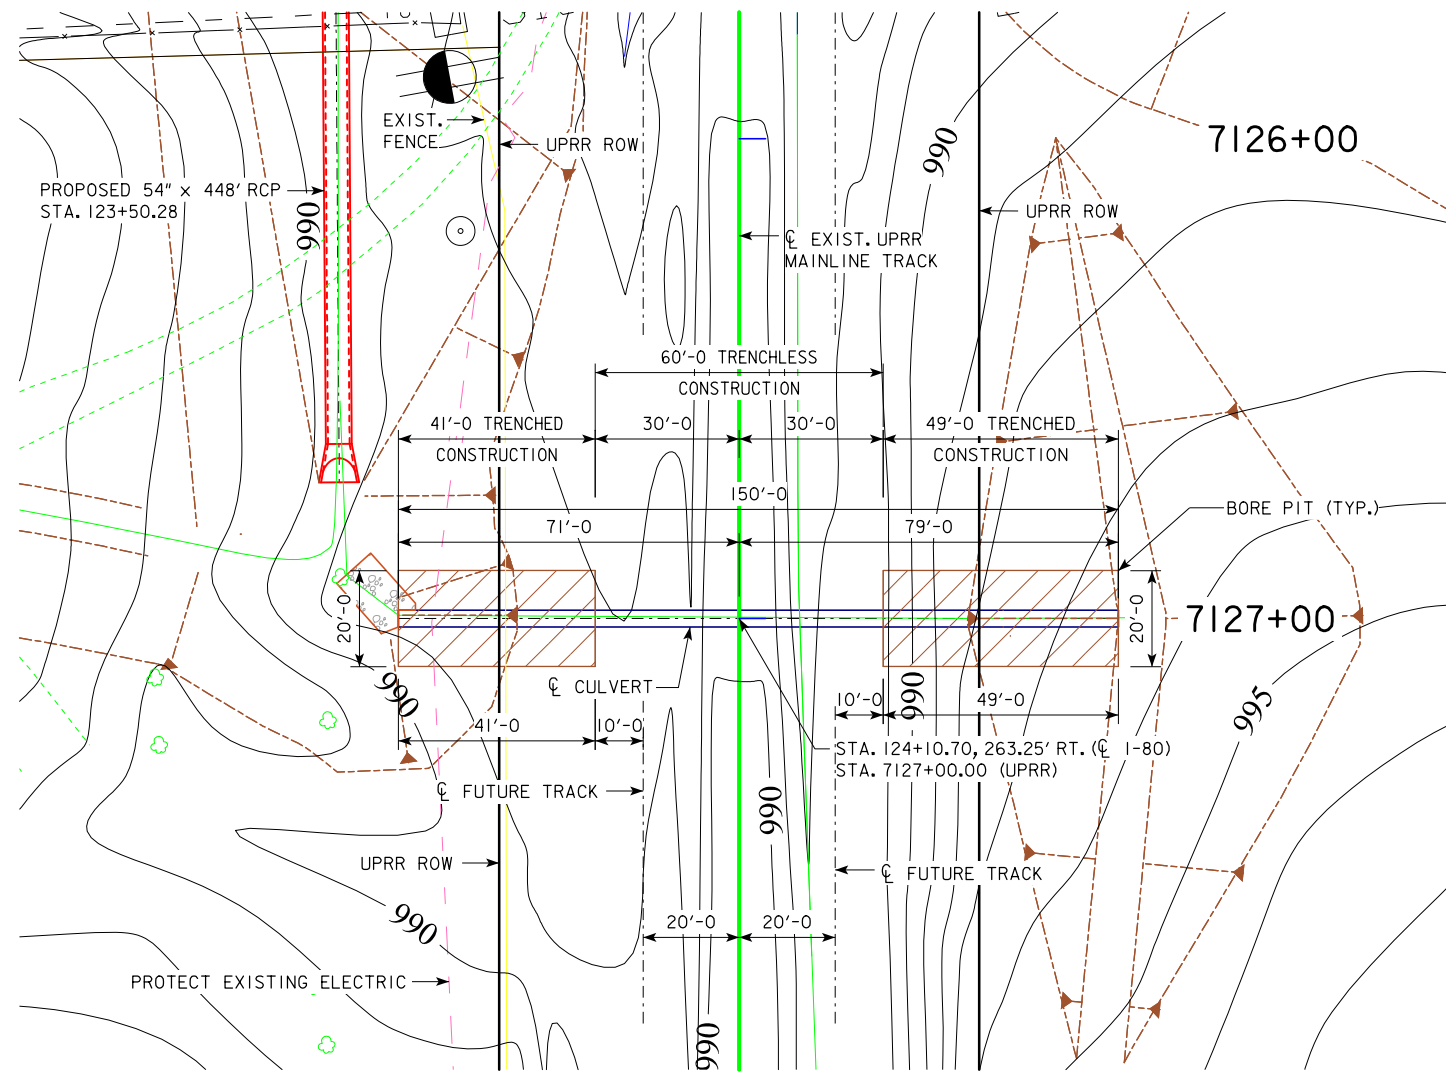 EXIST.
FENCE
UPRR ROW
7126+00
990
PROPOSED 54" x 448' RCP
STA. 123+50.28
990
UPRR ROW
℄ EXIST. UPRR
MAINLINE TRACK
60'-0 TRENCHLESS
CONSTRUCTION
41'-0 TRENCHED
CONSTRUCTION
30'-0
30'-0
49'-0 TRENCHED
CONSTRUCTION
150'-0
BORE PIT (TYP.)
71'-0
79'-0
20'-0
20'-0
7127+00
℄ CULVERT
990
990
995
10'-0
49'-0
41'-0
10'-0
STA. 124+10.70, 263.25' RT. (℄ I-80)
STA. 7127+00.00 (UPRR)
℄ FUTURE TRACK
990
UPRR ROW
℄ FUTURE TRACK
990
20'-0
20'-0
PROTECT EXISTING ELECTRIC
990